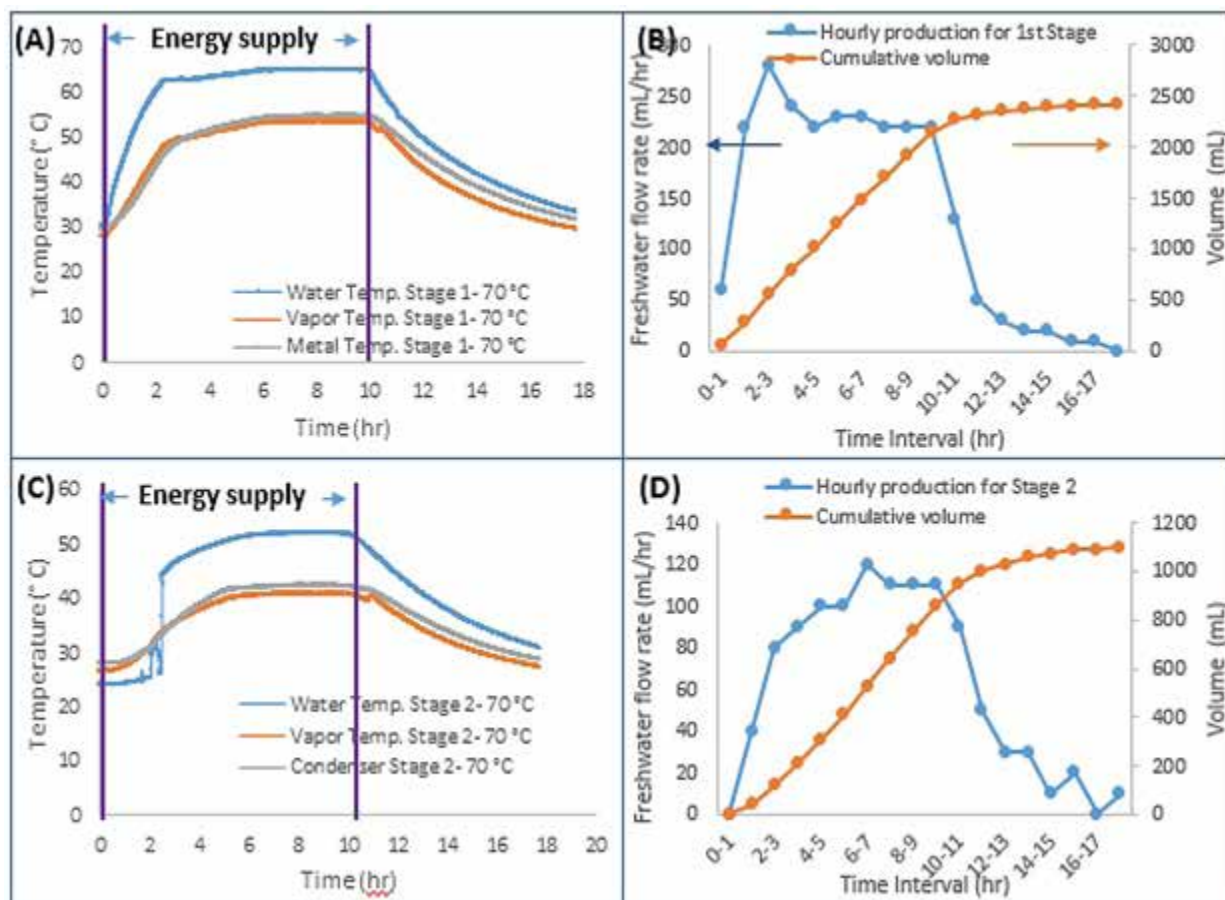 (A)
Energy supply
70
60
50
40
30
20
10
0
Temperature (° C)
Water Temp. Stage 1- 70 °C
Vapor Temp. Stage 1-70 °C
Metal Temp. Stage 1- 70 °C
0 2 4 6 8 10 12 14 16 18
Time (hr)
(B)
Hourly production for 1st Stage
Cumulative volume
300
250
200
150
100
50
0
Freshwater flow rate (mL/hr)
3000
2500
2000
1500
1000
500
0
Volume (mL)
0-1 2-3 4-5 6-7 8-9 10-11 12-13 14-15 16-17
Time Interval (hr)
(C)
Energy supply
60
50
40
30
20
10
0
Temperature (° C)
Water Temp. Stage 2- 70 °C
Vapor Temp. Stage 2- 70 °C
Condenser Stage 2- 70 °C
0 2 4 6 8 10 12 14 16 18 20
Time (hr)
(D)
Hourly production for Stage 2
Cumulative volume
140
120
100
80
60
40
20
0
Freshwater flow rate (mL/hr)
1200
1000
800
600
400
200
0
Volume (mL)
0-1 2-3 4-5 6-7 8-9 10-11 12-13 14-15 16-17
Time Interval (hr)